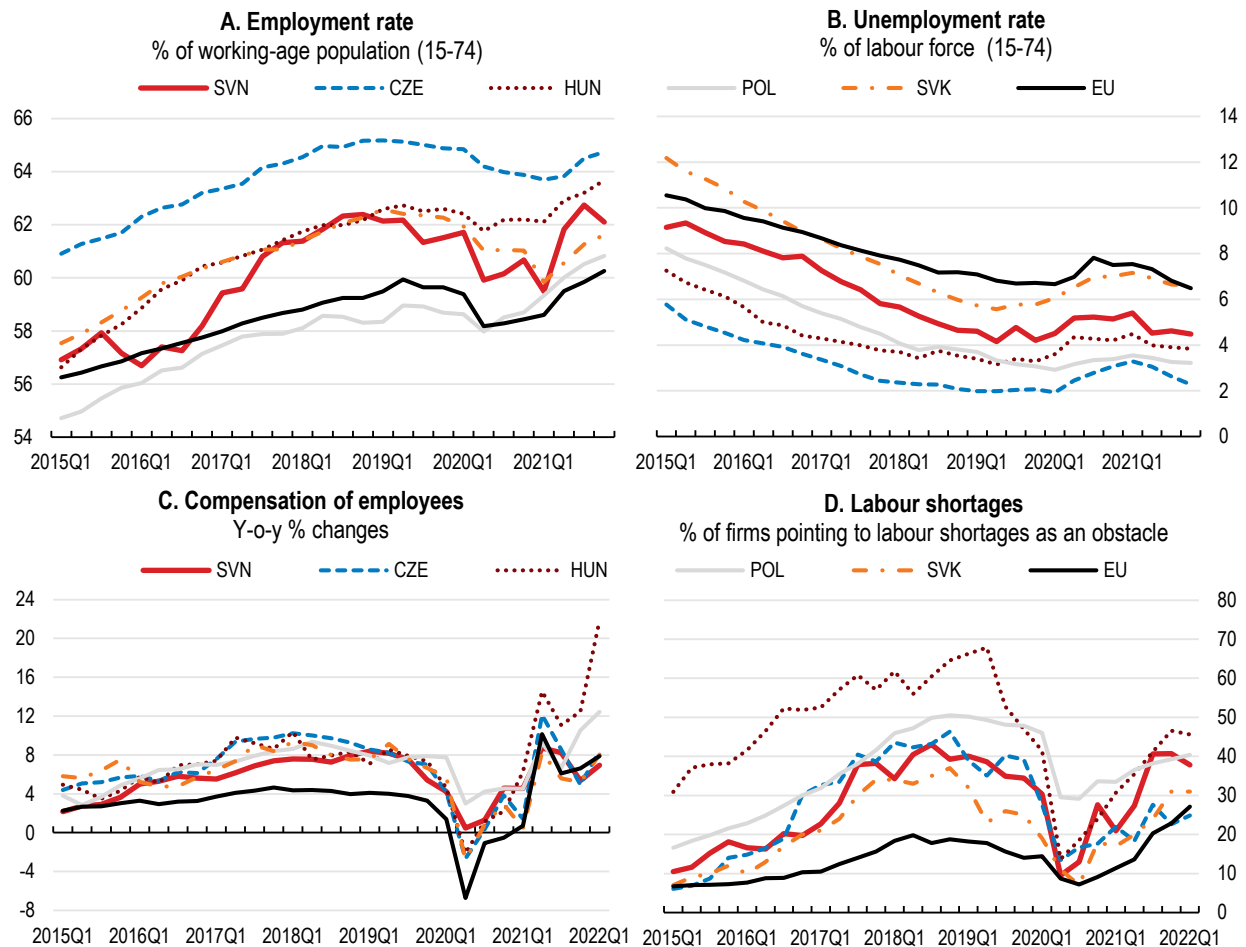 A. Employment rate
% of working-age population (15-74)
SVN CZE HUN
66
64
62
60
58
56
54
2015Q1 2016Q1 2017Q1 2018Q1 2019Q1 2020Q1 2021Q1
B. Unemployment rate
% of labour force (15-74)
POL SVK EU
14
12
10
8
6
4
2
0
2015Q1 2016Q1 2017Q1 2018Q1 2019Q1 2020Q1 2021Q1
C. Compensation of employees
Y-o-y % changes
SVN CZE HUN
24
20
16
12
8
4
0
-4
-8
2015Q1 2016Q1 2017Q1 2018Q1 2019Q1 2020Q1 2021Q1 2022Q1
D. Labour shortages
% of firms pointing to labour shortages as an obstacle
POL SVK EU
80
70
60
50
40
30
20
10
0
2015Q1 2016Q1 2017Q1 2018Q1 2019Q1 2020Q1 2021Q1 2022Q1